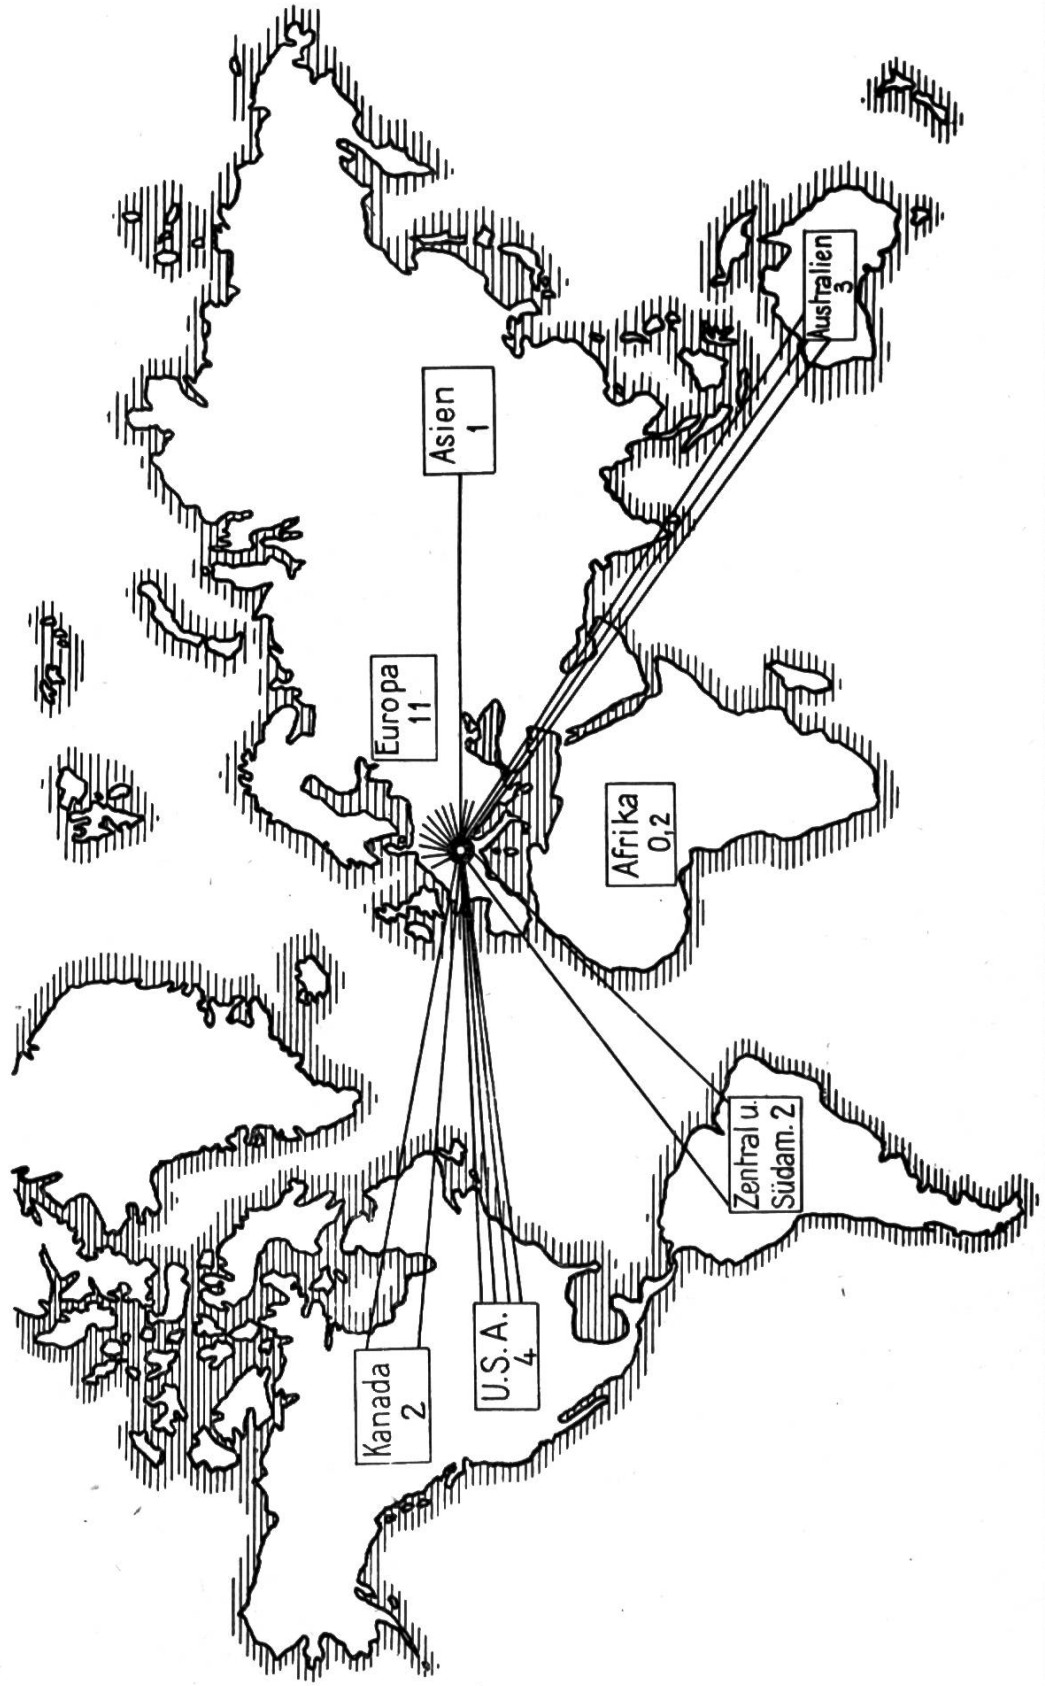 Kanada
2
U.S.A.
4
Zentral u.
Südam. 2
Europa
11
Afrika
0,2
Asien
1
Australien
3